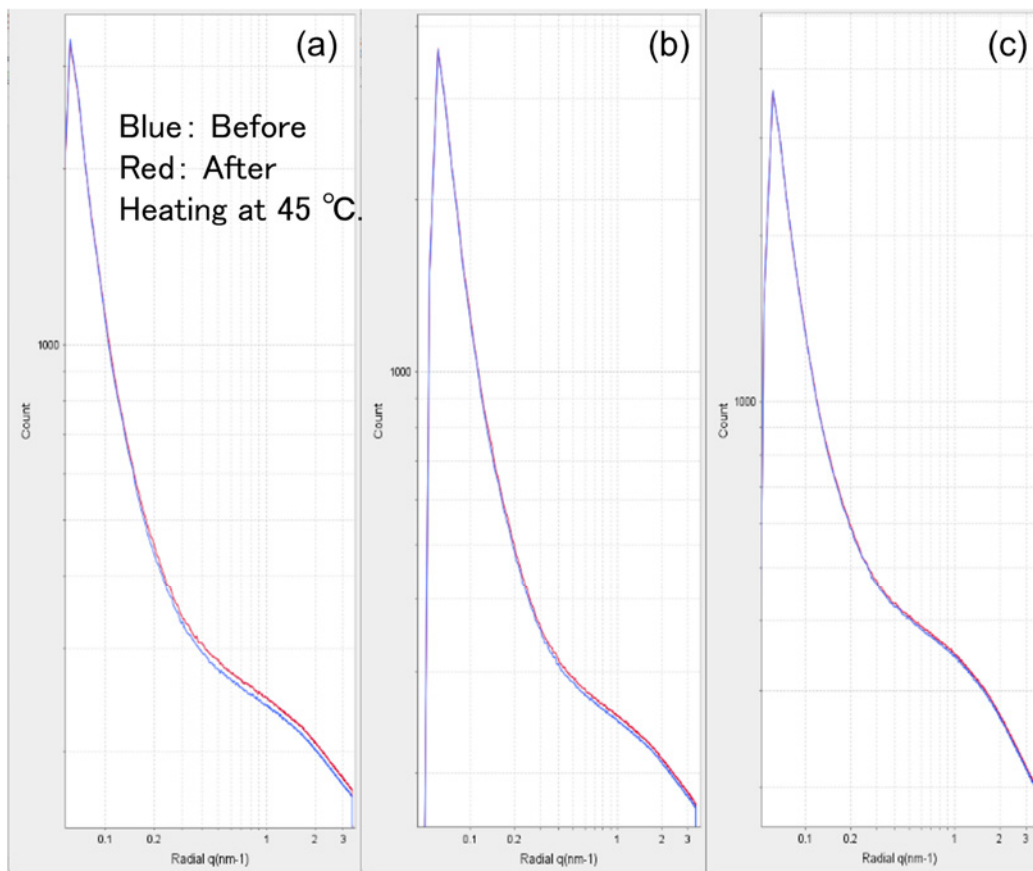 (a)
Blue: Before
Red: After
Heating at 45 ℃.
1000
Count
0.1 0.2 1 2 3
Radial q(nm-1)
(b)
1000
Count
0.1 0.2 1 2 3
Radial q(nm-1)
(c)
1000
Count
0.1 0.2 1 2 3
Radial q(nm-1)